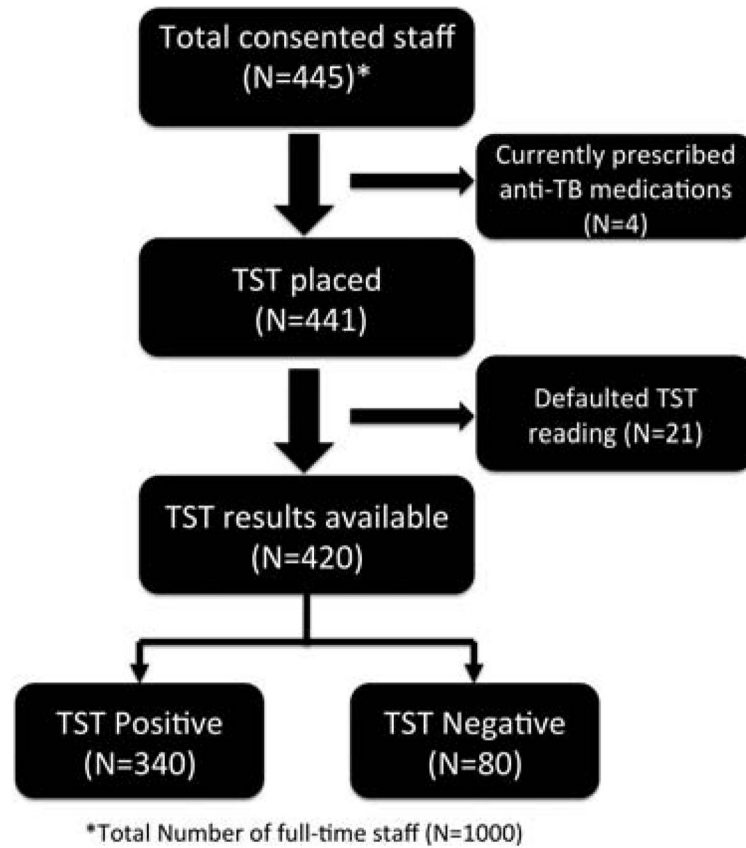 Total consented staff
(N=445)*
Currently prescribed
anti-TB medications
(N=4)
TST placed
(N=441)
Defaulted TST
reading (N=21)
TST results available
(N=420)
TST Positive
(N=340)
TST Negative
(N=80)
*Total Number of full-time staff (N=1000)